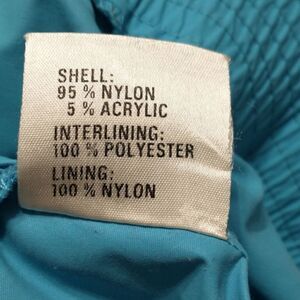 SHELL:
95 % NYLON
5 % ACRYLIC
INTERLINING:
100 % POLYESTER
LINING:
100 % NYLON